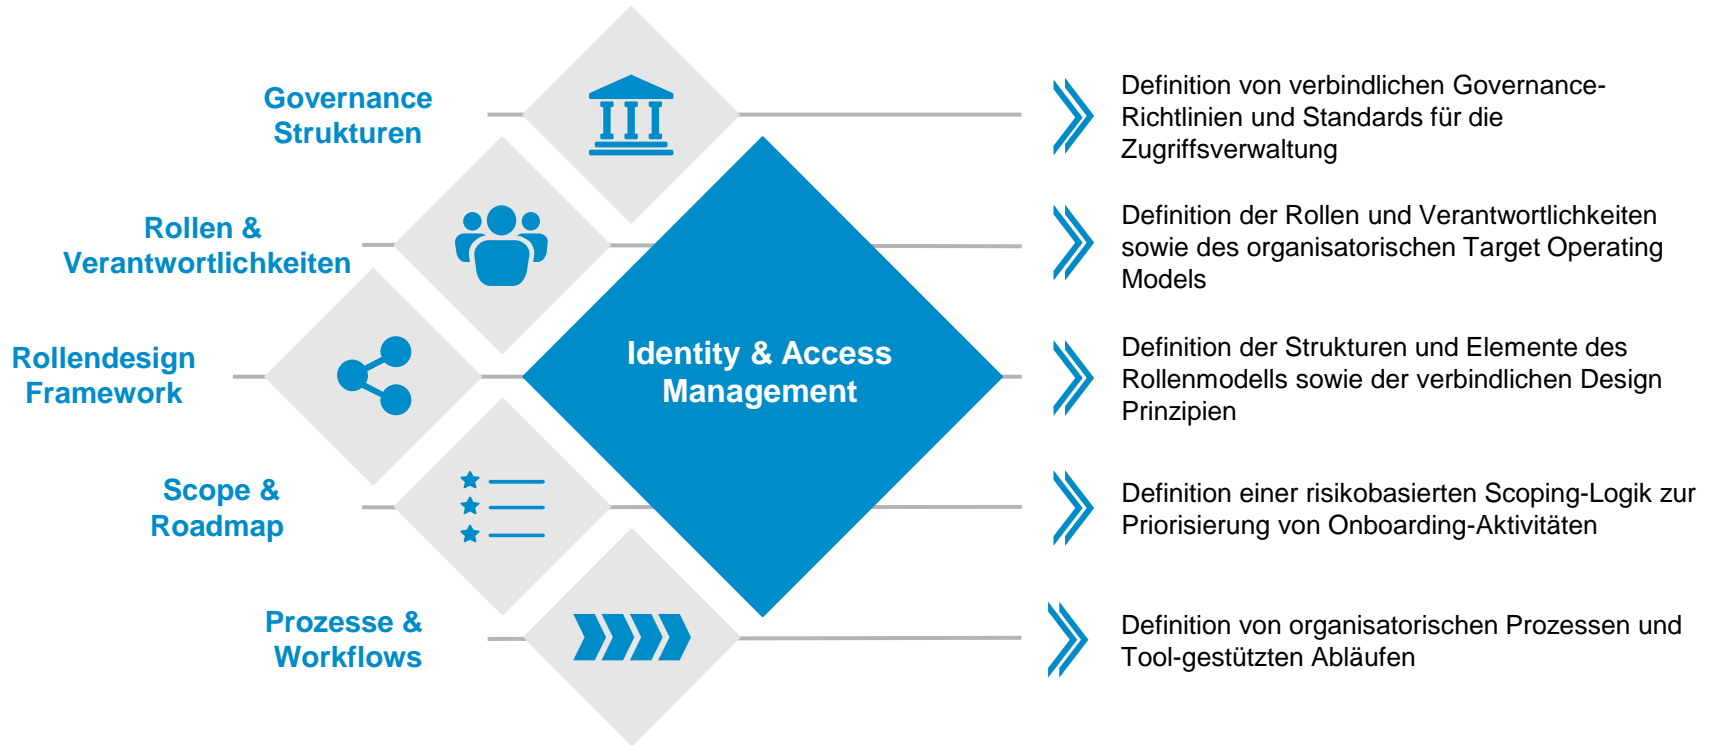 Governance
Strukturen
Definition von verbindlichen Governance-
Richtlinien und Standards für die
Zugriffsverwaltung
Rollen &
Verantwortlichkeiten
Definition der Rollen und Verantwortlichkeiten
sowie des organisatorischen Target Operating
Models
Rollendesign
Framework
Identity & Access
Management
Definition der Strukturen und Elemente des
Rollenmodells sowie der verbindlichen Design
Prinzipien
Scope &
Roadmap
Definition einer risikobasierten Scoping-Logik zur
Priorisierung von Onboarding-Aktivitäten
Prozesse &
Workflows
Definition von organisatorischen Prozessen und
Tool-gestützten Abläufen